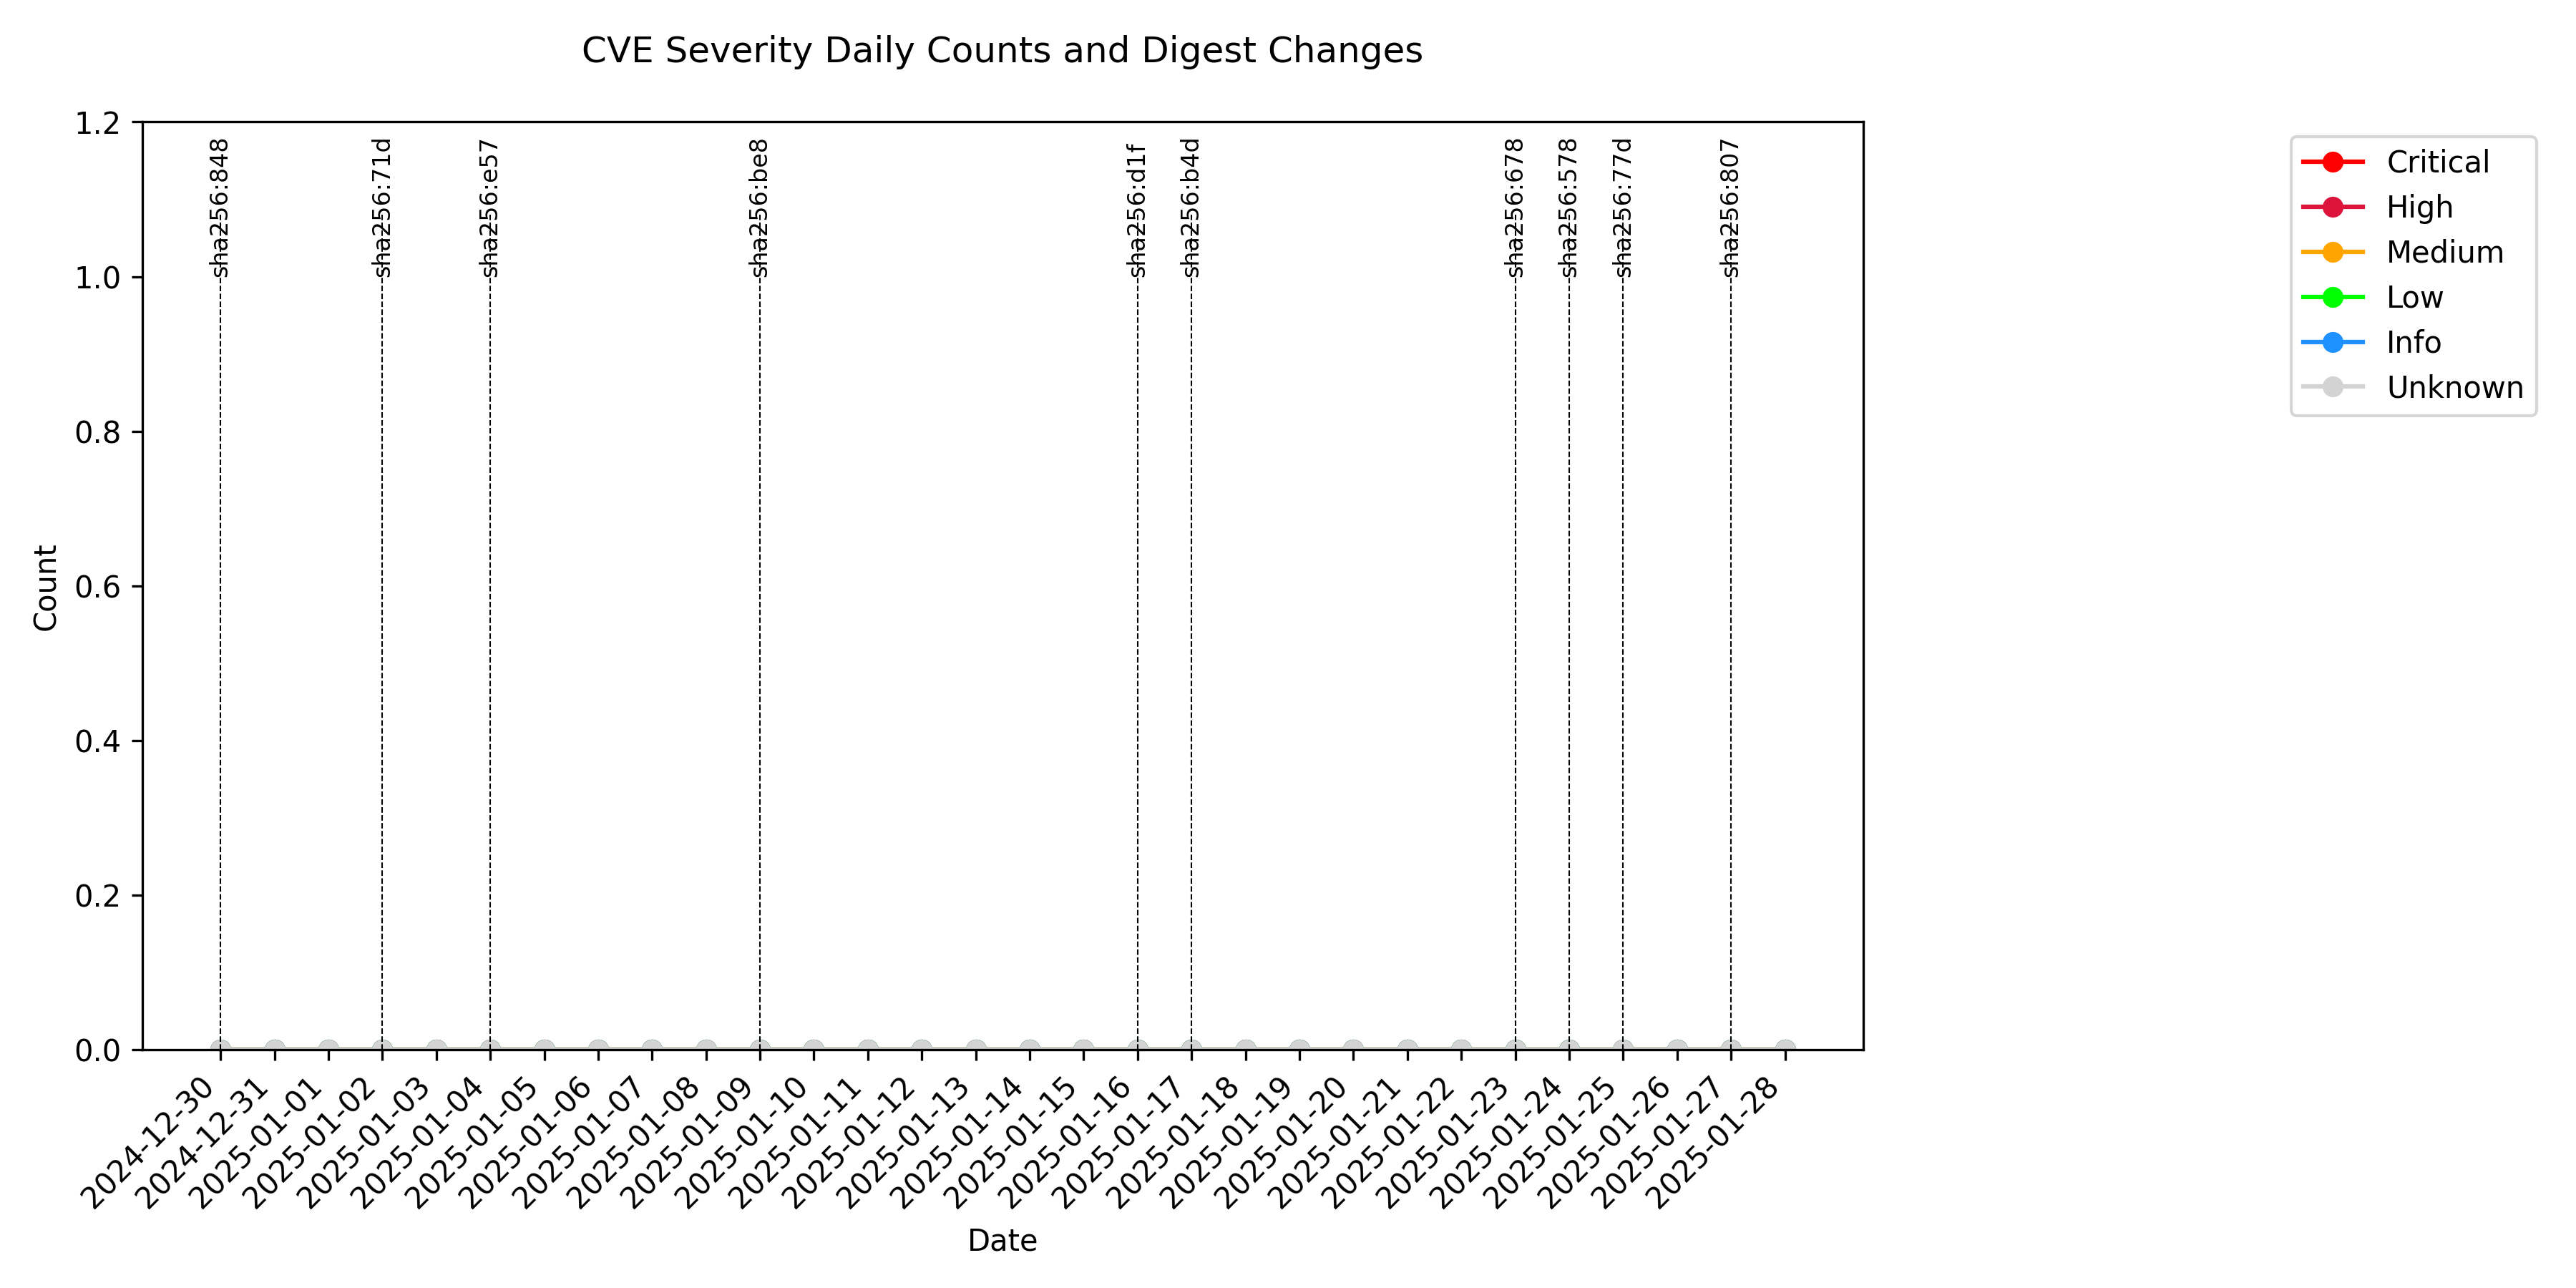 CVE Severity Daily Counts and Digest Changes
1.2
1.0
0.8
0.6
0.4
0.2
0.0
Count
sha256:848
sha256:71d
sha256:e57
sha256:be8
sha256:d1f
sha256:b4d
sha256:678
sha256:578
sha256:77d
sha256:807
Critical
High
Medium
Low
Info
Unknown
2024-12-30
2024-12-31
2025-01-01
2025-01-02
2025-01-03
2025-01-04
2025-01-05
2025-01-06
2025-01-07
2025-01-08
2025-01-09
2025-01-10
2025-01-11
2025-01-12
2025-01-13
2025-01-14
2025-01-15
2025-01-16
2025-01-17
2025-01-18
2025-01-19
2025-01-20
2025-01-21
2025-01-22
2025-01-23
2025-01-24
2025-01-25
2025-01-26
2025-01-27
2025-01-28
Date